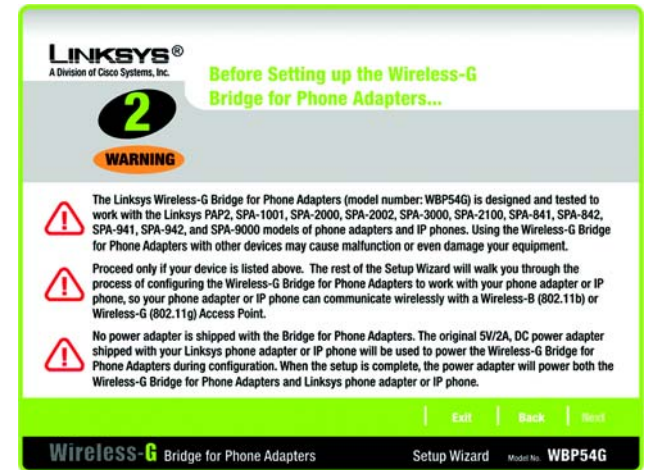 LINKSYS®
A Division of Cisco Systems, Inc.
Before Setting up the Wireless-G
Bridge for Phone Adapters...
2
WARNING
The Linksys Wireless-G Bridge for Phone Adapters (model number: WBP54G) is designed and tested to
work with the Linksys PAP2, SPA-1001, SPA-2000, SPA-2002, SPA-3000, SPA-2100, SPA-841, SPA-842,
SPA-941, SPA-942, and SPA-9000 models of phone adapters and IP phones. Using the Wireless-G Bridge
for Phone Adapters with other devices may cause malfunction or even damage your equipment.
Proceed only if your device is listed above. The rest of the Setup Wizard will walk you through the
process of configuring the Wireless-G Bridge for Phone Adapters to work with your phone adapter or IP
phone, so your phone adapter or IP phone can communicate wirelessly with a Wireless-B (802.11b) or
Wireless-G (802.11g) Access Point.
No power adapter is shipped with the Bridge for Phone Adapters. The original 5V/2A, DC power adapter
shipped with your Linksys phone adapter or IP phone will be used to power the Wireless-G Bridge for
Phone Adapters during configuration. When the setup is complete, the power adapter will power both the
Wireless-G Bridge for Phone Adapters and Linksys phone adapter or IP phone.
Exit Back Next
Wireless-G Bridge for Phone Adapters Setup Wizard Model No. WBP54G